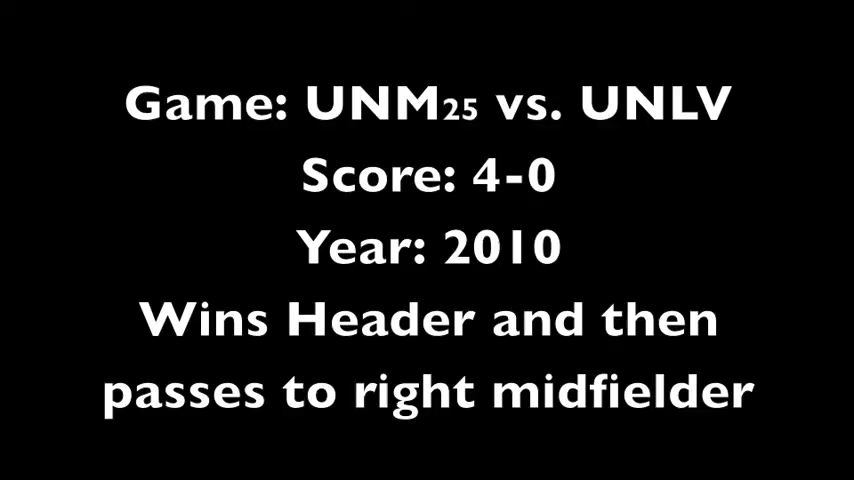 Game: UNM25 vs. UNLV
Score: 4-0
Year: 2010
Wins Header and then
passes to right midfielder